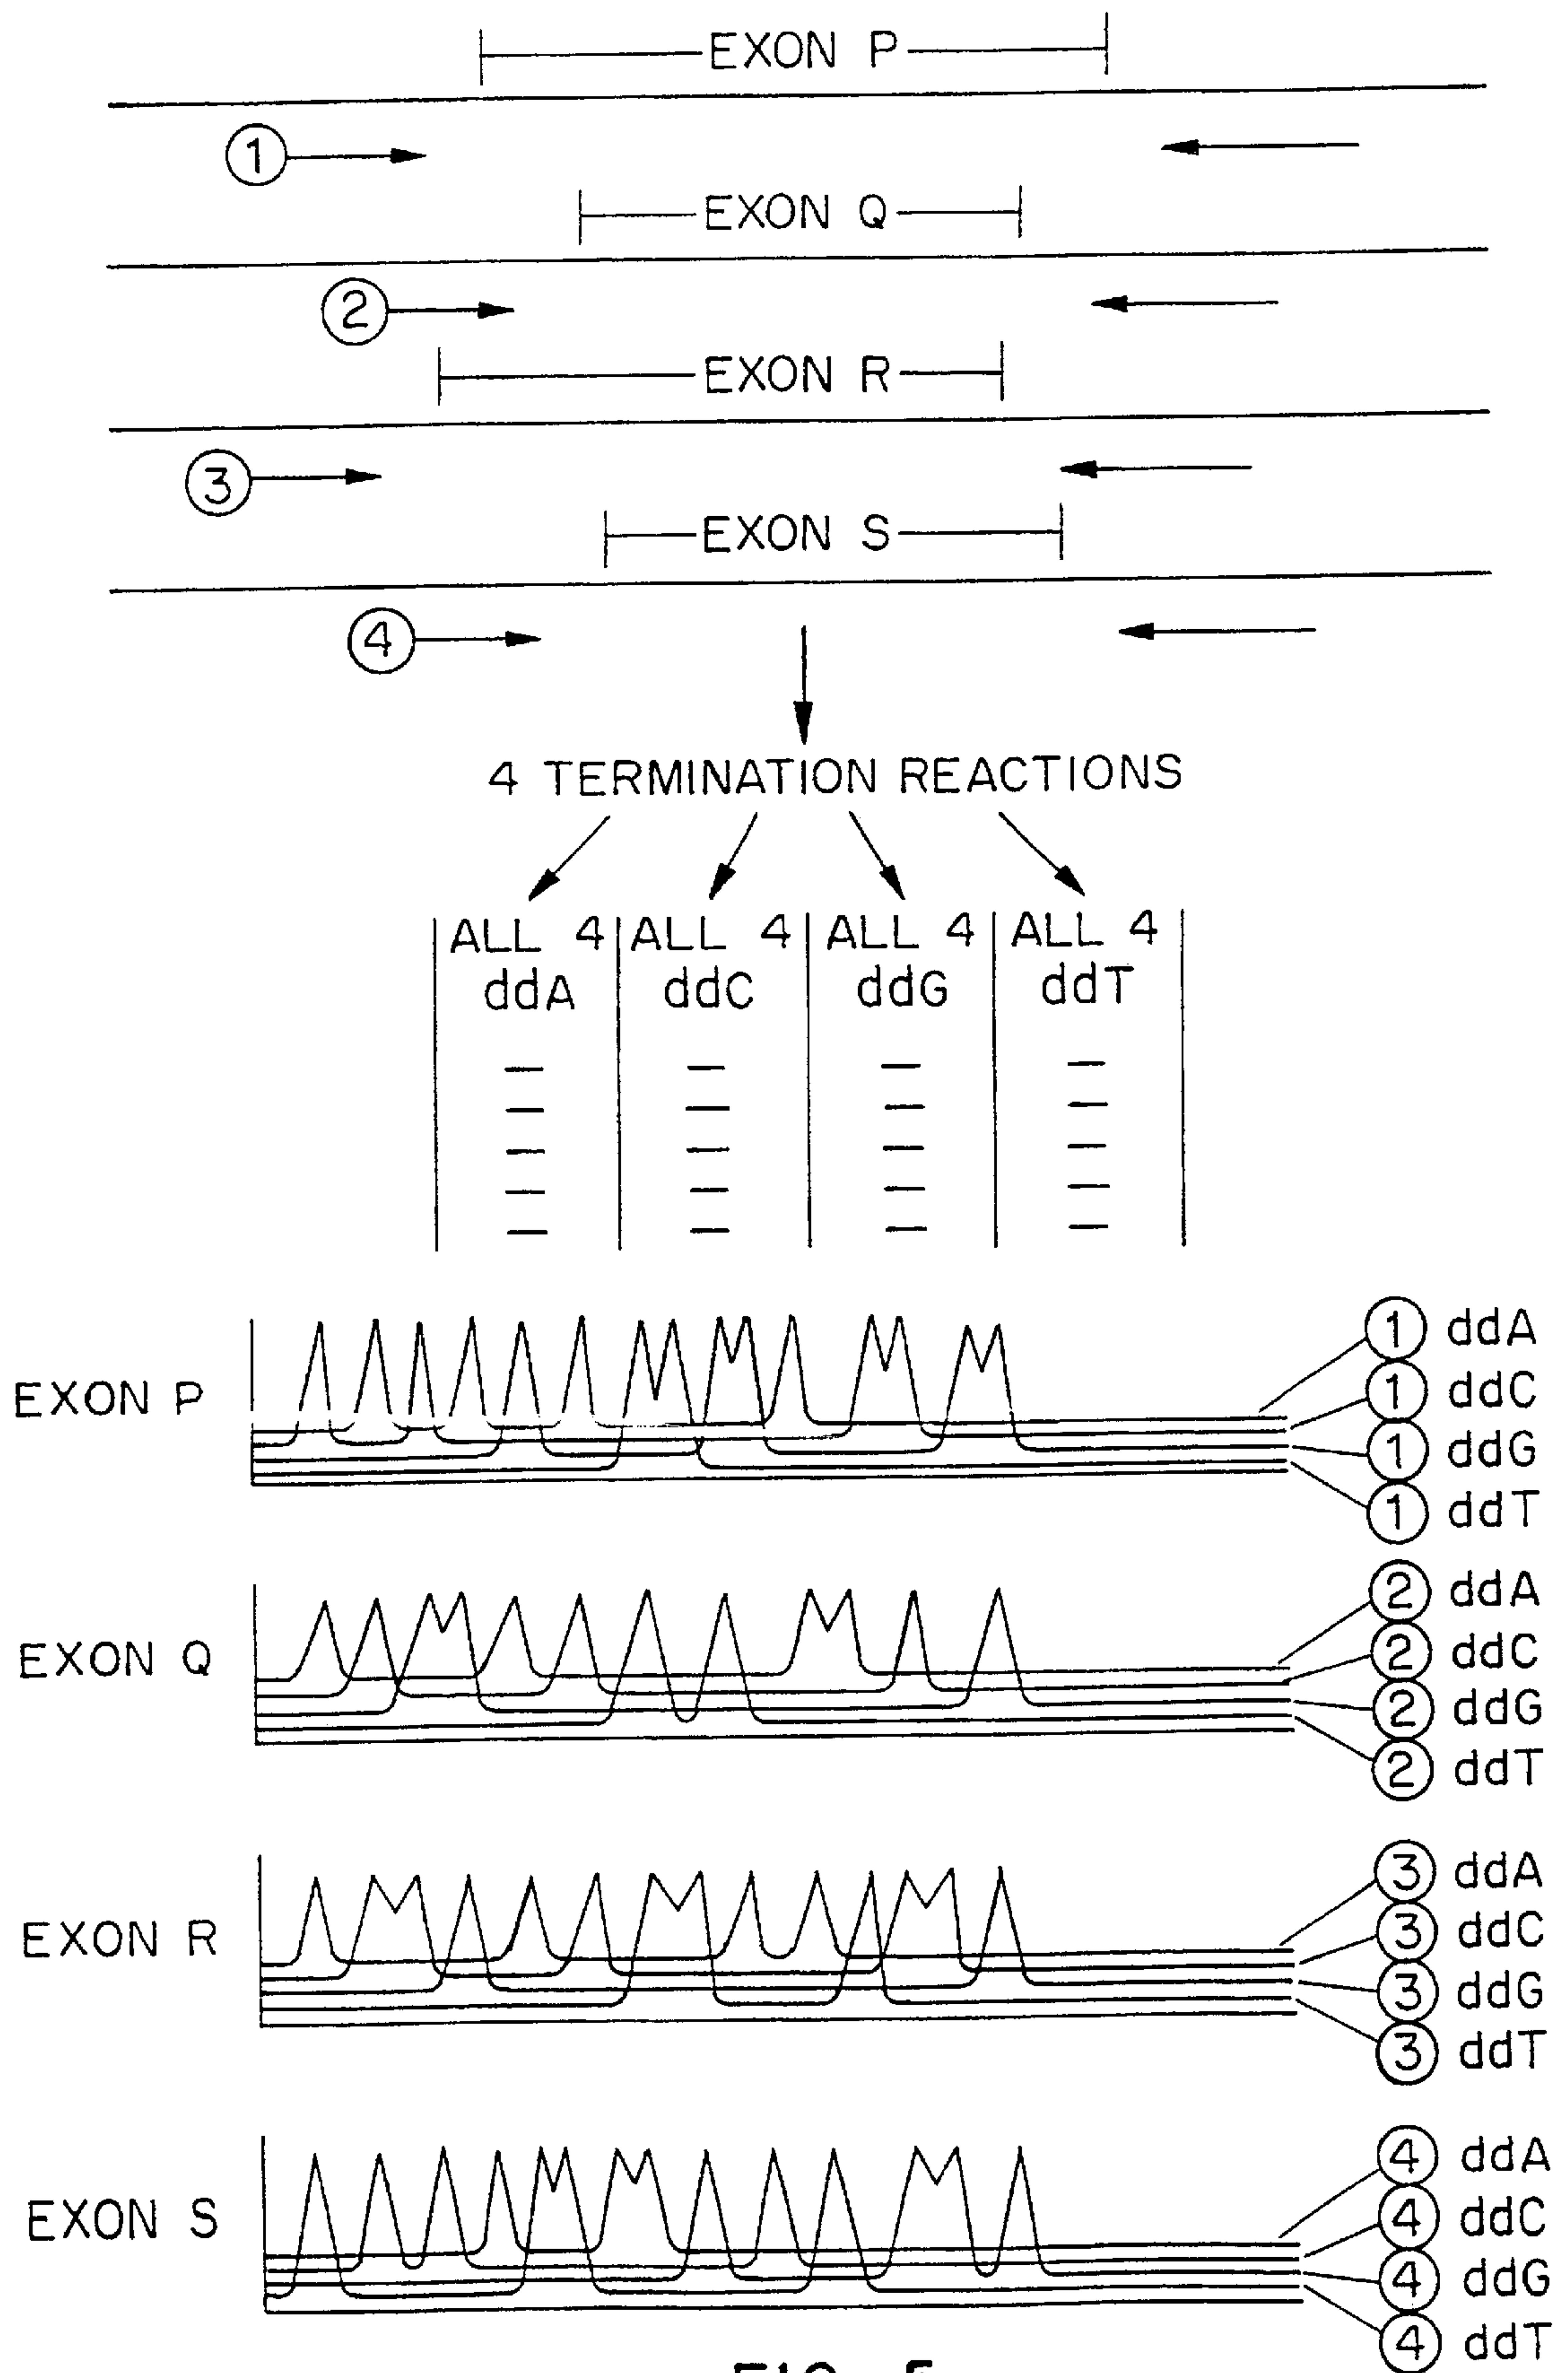 EXON P
1
EXON Q
2
EXON R
3
EXON S
4
4 TERMINATION REACTIONS
ALL 4 ALL 4 ALL 4 ALL 4
ddA ddC ddG ddT
EXON P
1 ddA
1 ddC
1 ddG
1 ddT
EXON Q
2 ddA
2 ddC
2 ddG
2 ddT
EXON R
3 ddA
3 ddC
3 ddG
3 ddT
EXON S
4 ddA
4 ddC
4 ddG
4 ddT